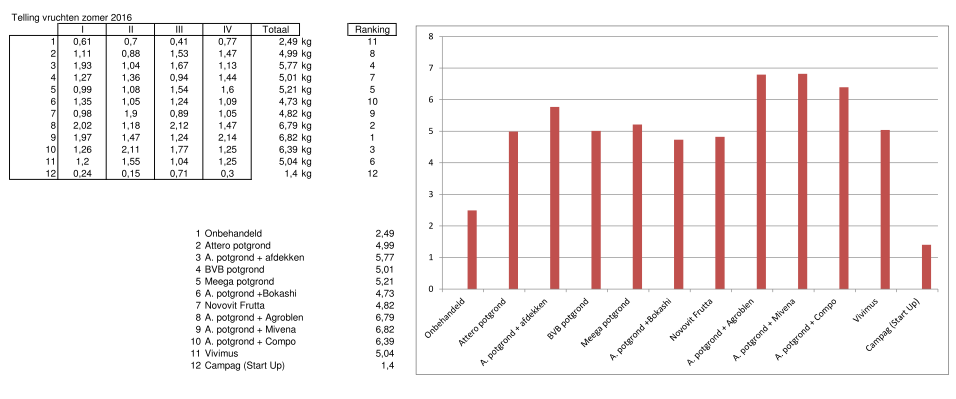 Telling vruchten zomer 2016
I II III IV Totaal Ranking
1 0,61 0,7 0,41 0,77 2,49 kg 11
2 1,11 0,88 1,53 1,47 4,99 kg 8
3 1,93 1,04 1,67 1,13 5,77 kg 4
4 1,27 1,36 0,94 1,44 5,01 kg 7
5 0,99 1,08 1,54 1,6 5,21 kg 5
6 1,35 1,05 1,24 1,09 4,73 kg 10
7 0,98 1,9 0,89 1,05 4,82 kg 9
8 2,02 1,18 2,12 1,47 6,79 kg 2
9 1,97 1,47 1,24 2,14 6,82 kg 1
10 1,26 2,11 1,77 1,25 6,39 kg 3
11 1,2 1,55 1,04 1,25 5,04 kg 6
12 0,24 0,15 0,71 0,3 1,4 kg 12
1 Onbehandeld 2,49
2 Attero potgrond 4,99
3 A. potgrond + afdekken 5,77
4 BVB potgrond 5,01
5 Meega potgrond 5,21
6 A. potgrond +Bokashi 4,73
7 Novovit Frutta 4,82
8 A. potgrond + Agroblen 6,79
9 A. potgrond + Mivena 6,82
10 A. potgrond + Compo 6,39
11 Vivimus 5,04
12 Campag (Start Up) 1,4
8
7
6
5
4
3
2
1
0
Onbehandeld
Attero potgrond
A. potgrond + afdekken
BVB potgrond
Meega potgrond
A. potgrond +Bokashi
Novovit Frutta
A. potgrond + Agroblen
A. potgrond + Mivena
A. potgrond + Compo
Vivimus
Campag (Start Up)